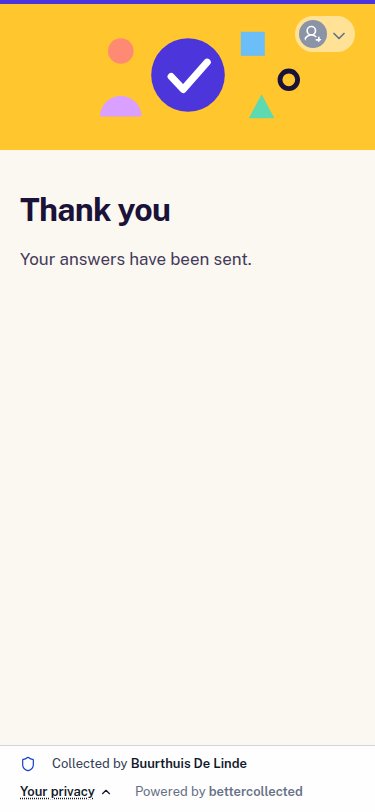 Thank you
Your answers have been sent.
Collected by Buurthuis De Linde
Your privacy Powered by bettercollected